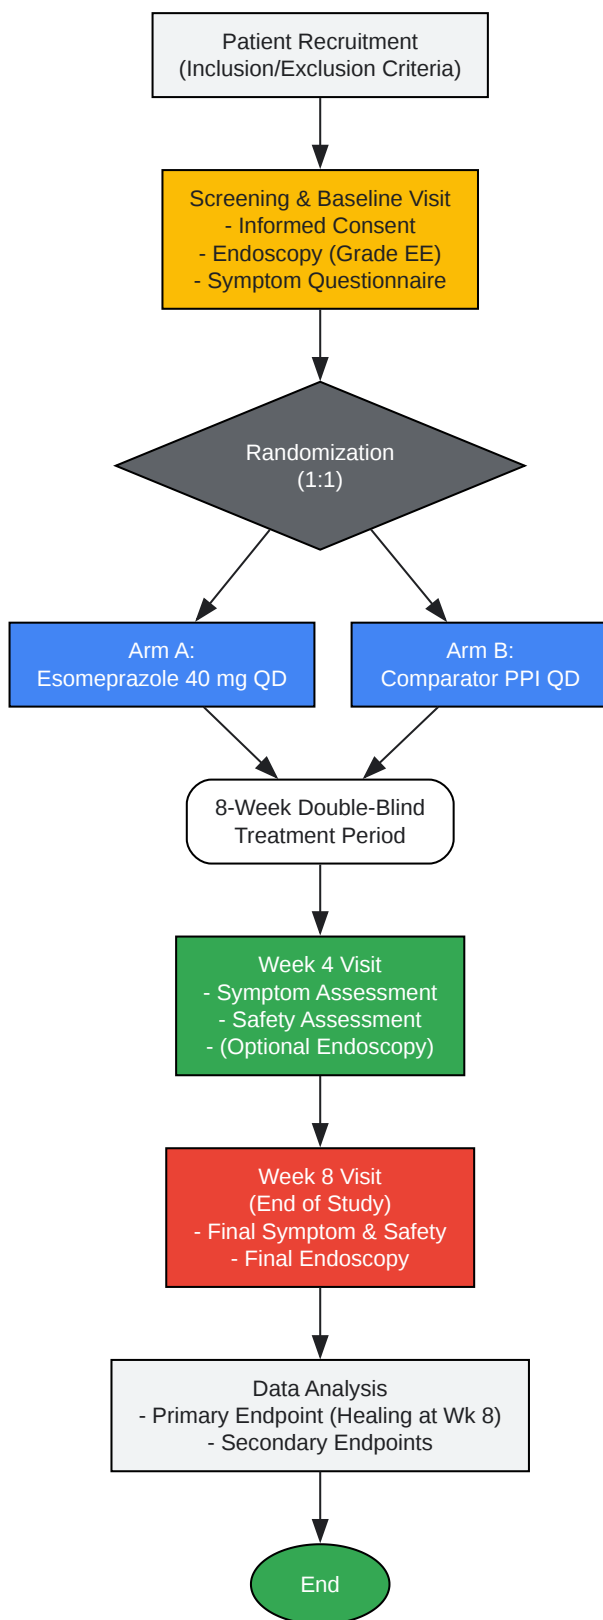 Patient Recruitment
(Inclusion/Exclusion Criteria)
Screening & Baseline Visit
- Informed Consent
- Endoscopy (Grade EE)
- Symptom Questionnaire
Randomization
(1:1)
Arm A:
Esomeprazole 40 mg QD
Arm B:
Comparator PPI QD
8-Week Double-Blind
Treatment Period
Week 4 Visit
- Symptom Assessment
- Safety Assessment
- (Optional Endoscopy)
Week 8 Visit
(End of Study)
- Final Symptom & Safety
- Final Endoscopy
Data Analysis
- Primary Endpoint (Healing at Wk 8)
- Secondary Endpoints
End